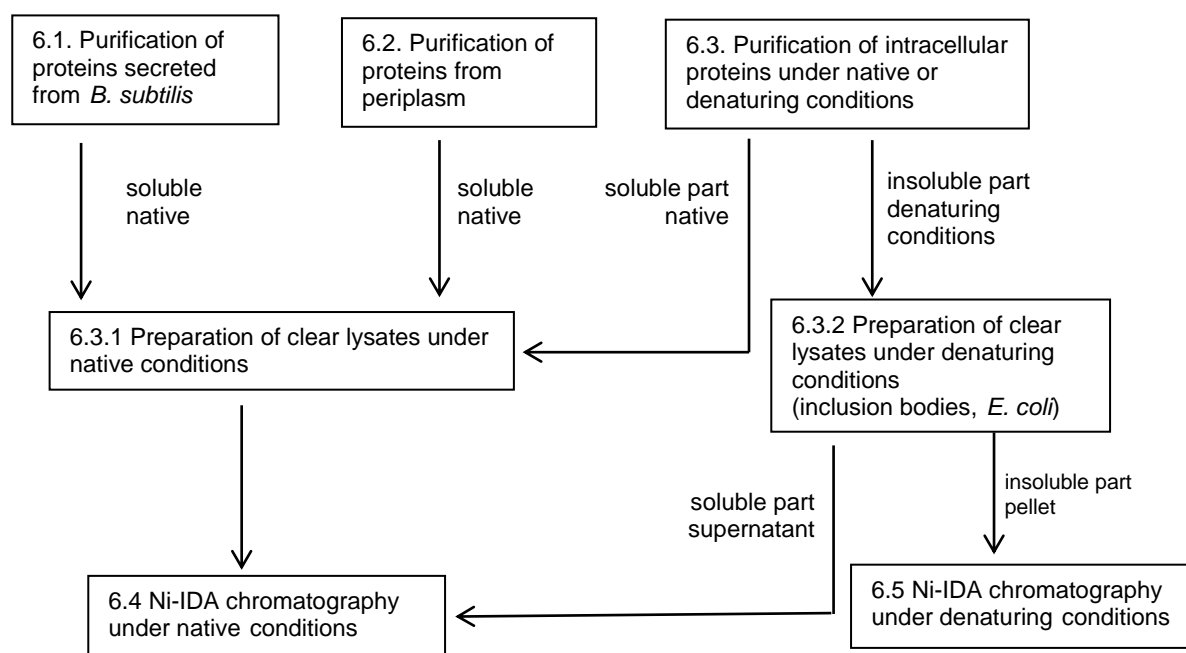 6.1. Purification of
proteins secreted
from B. subtilis
6.2. Purification of
proteins from
periplasm
6.3. Purification of intracellular
proteins under native or
denaturing conditions
soluble
native
soluble
native
soluble part
native
insoluble part
denaturing
conditions
6.3.1 Preparation of clear lysates under
native conditions
6.3.2 Preparation of clear
lysates under denaturing
conditions
(inclusion bodies, E. coli)
soluble part
supernatant
insoluble part
pellet
6.4 Ni-IDA chromatography
under native conditions
6.5 Ni-IDA chromatography
under denaturing conditions